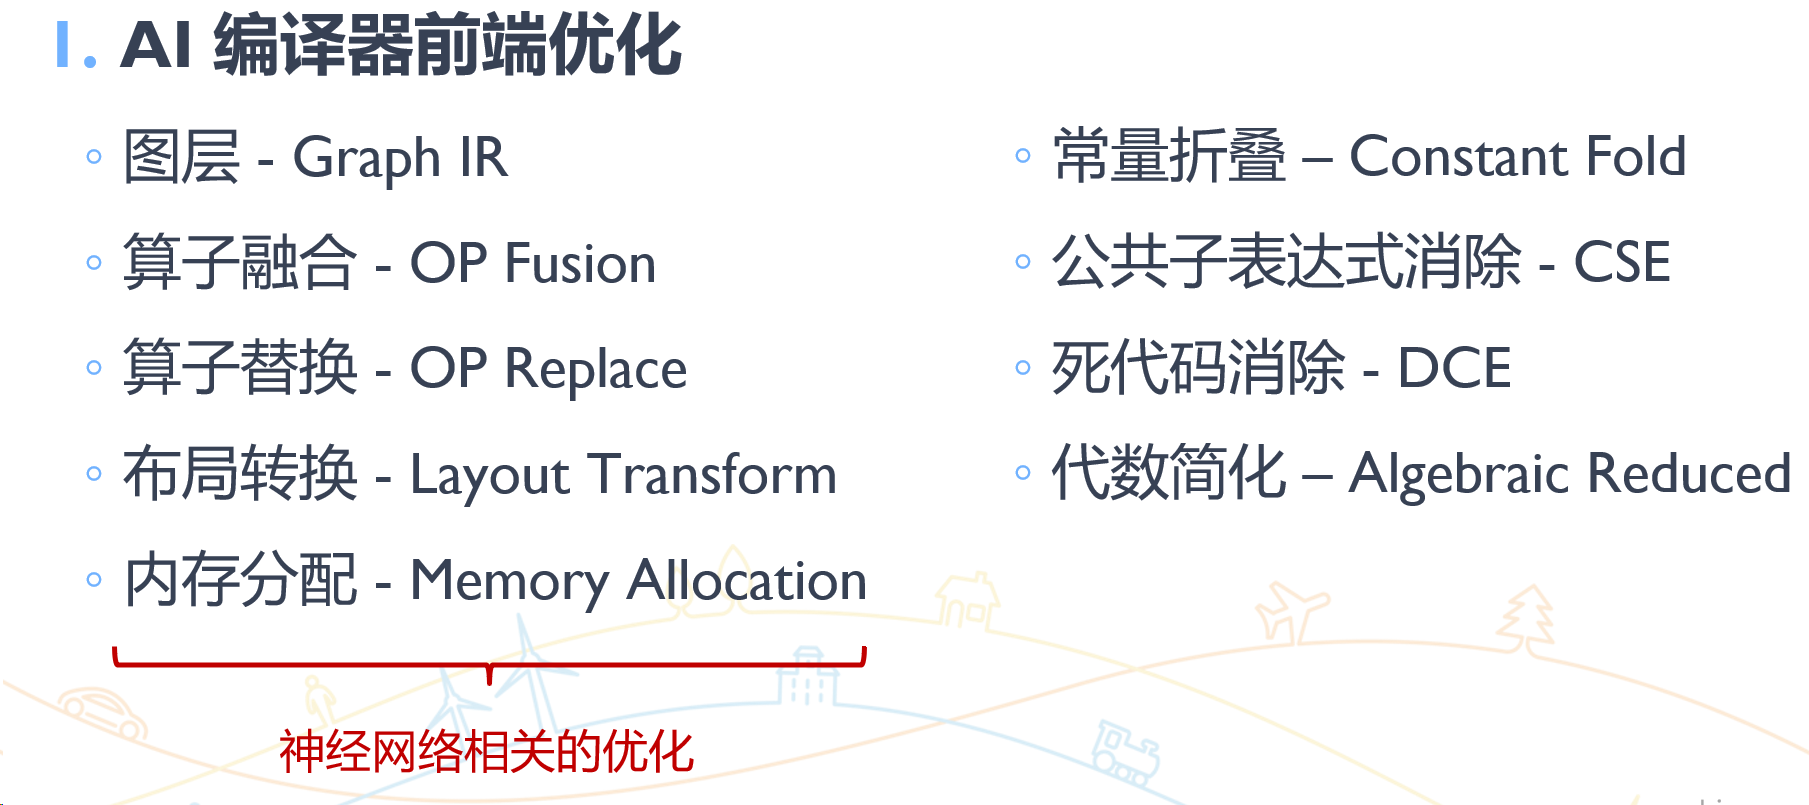 I. AI 编译器前端优化
图层 - Graph IR
算子融合 - OP Fusion
算子替换 - OP Replace
布局转换 - Layout Transform
内存分配 - Memory Allocation
神经网络相关的优化
常量折叠 – Constant Fold
公共子表达式消除 - CSE
死代码消除 - DCE
代数简化 – Algebraic Reduced